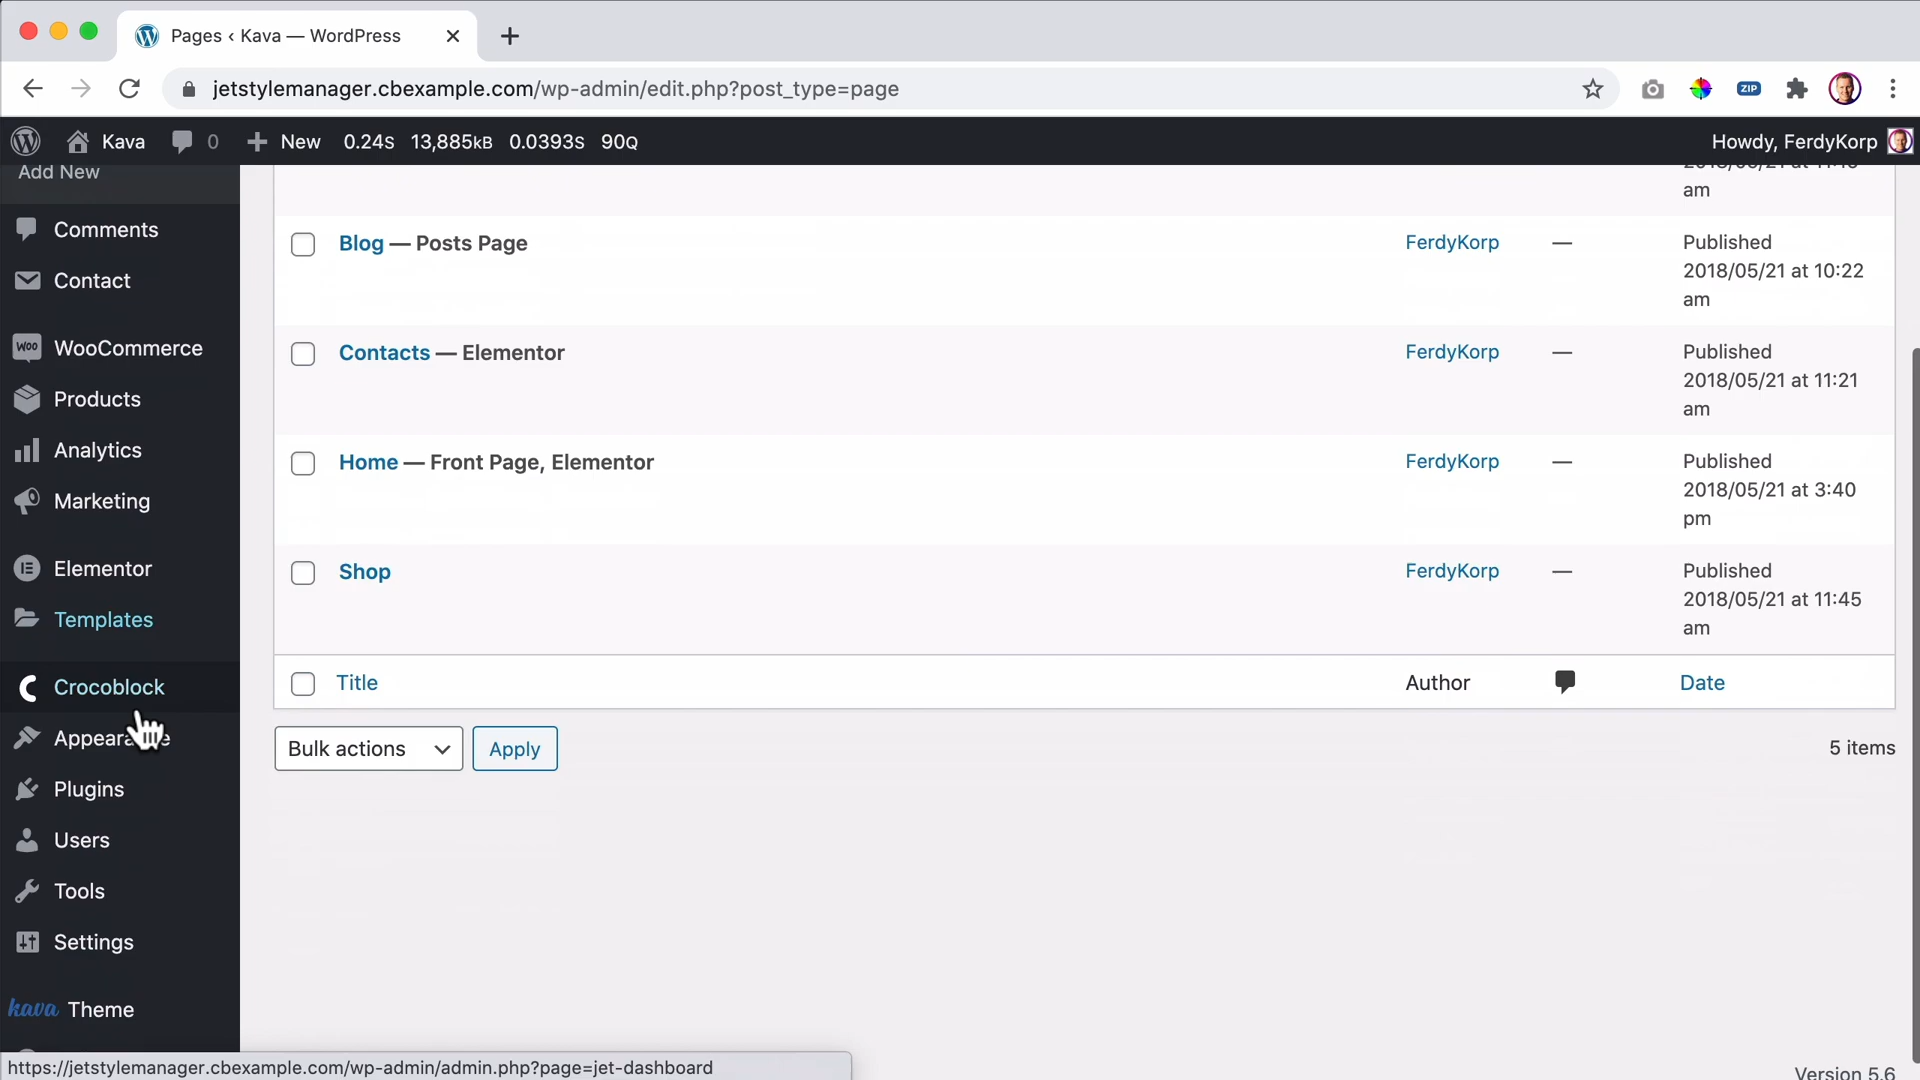 Pages ‹ Kava — WordPress
jetstylemanager.cbexample.com/wp-admin/edit.php?post_type=page
ZIP
Kava 0 New 0.24S 13,885KB 0.0393S 90Q
Howdy, FerdyKorp
Add New
Comments
Contact
Woo WooCommerce
Products
Analytics
Marketing
Elementor
Templates
Crocoblock
Appearance
Plugins
Users
Tools
Settings
kava Theme
am
Blog — Posts Page FerdyKorp — Published
2018/05/21 at 10:22
am
Contacts — Elementor FerdyKorp — Published
2018/05/21 at 11:21
am
Home — Front Page, Elementor FerdyKorp — Published
2018/05/21 at 3:40
pm
Shop FerdyKorp — Published
2018/05/21 at 11:45
am
Title Author Date
Bulk actions Apply 5 items
https://jetstylemanager.cbexample.com/wp-admin/admin.php?page=jet-dashboard
Version 5.6